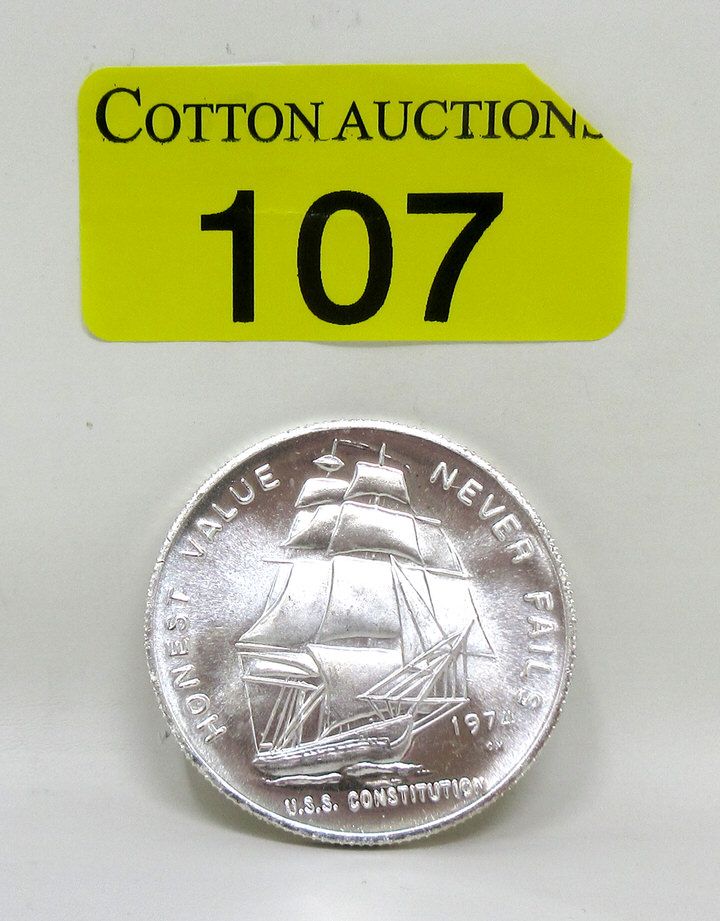 COTTON AUCTIONS
107
HONEST VALUE NEVER FAILS
1974
U.S.S. CONSTITUTION